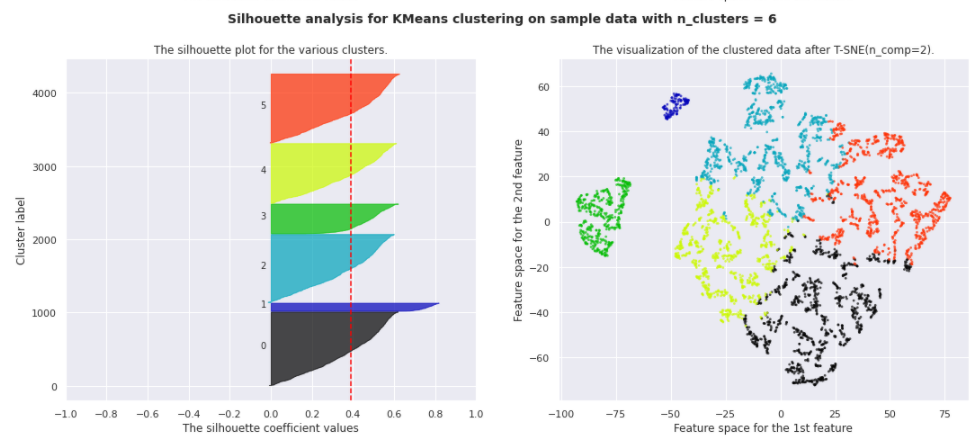 Silhouette analysis for KMeans clustering on sample data with n_clusters = 6
The silhouette plot for the various clusters.
4000
3000
2000
1000
0
Cluster label
5
4
3
2
1
0
−1.0 −0.8 −0.6 −0.4 −0.2 0.0 0.2 0.4 0.6 0.8 1.0
The silhouette coefficient values
The visualization of the clustered data after T-SNE(n_comp=2).
60
40
20
0
−20
−40
−60
Feature space for the 2nd feature
−100 −75 −50 −25 0 25 50 75
Feature space for the 1st feature